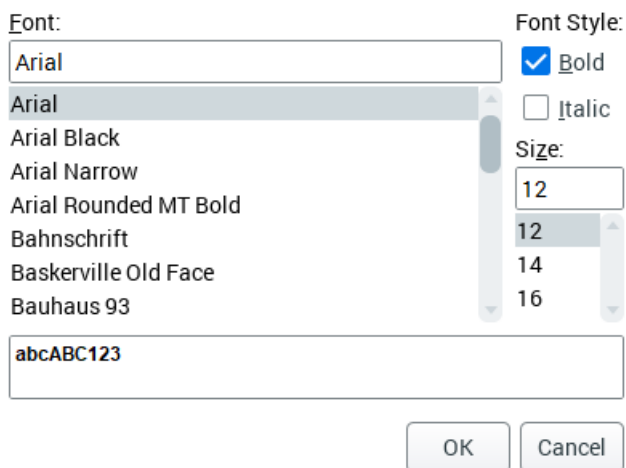 Font:
Arial
Arial
Arial Black
Arial Narrow
Arial Rounded MT Bold
Bahnschrift
Baskerville Old Face
Bauhaus 93
Font Style:
Bold
Italic
Size:
12
12
14
16
abcABC123
OK
Cancel